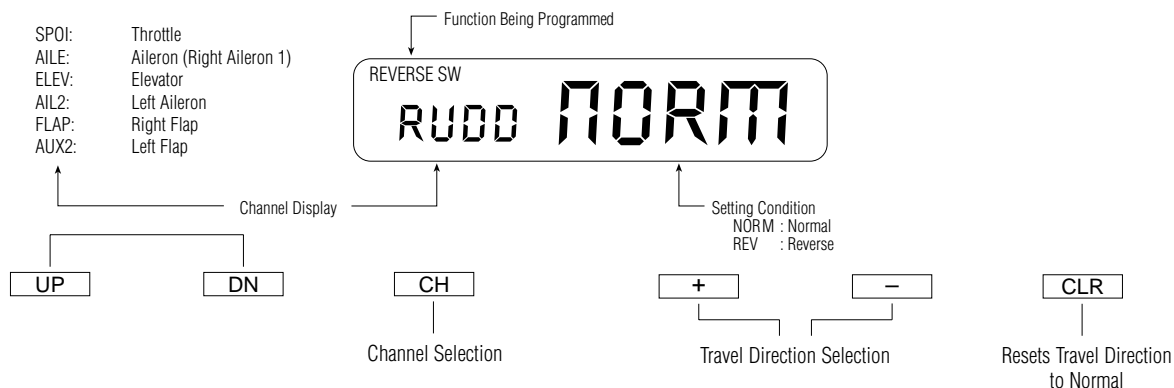 Function Being Programmed
SPOI: Throttle
AILE: Aileron (Right Aileron 1)
ELEV: Elevator
AIL2: Left Aileron
FLAP: Right Flap
AUX2: Left Flap
REVERSE SW
RUDD NORM
Channel Display
Setting Condition
NORM : Normal
REV : Reverse
UP DN CH + – CLR
Channel Selection
Travel Direction Selection
Resets Travel Direction
to Normal